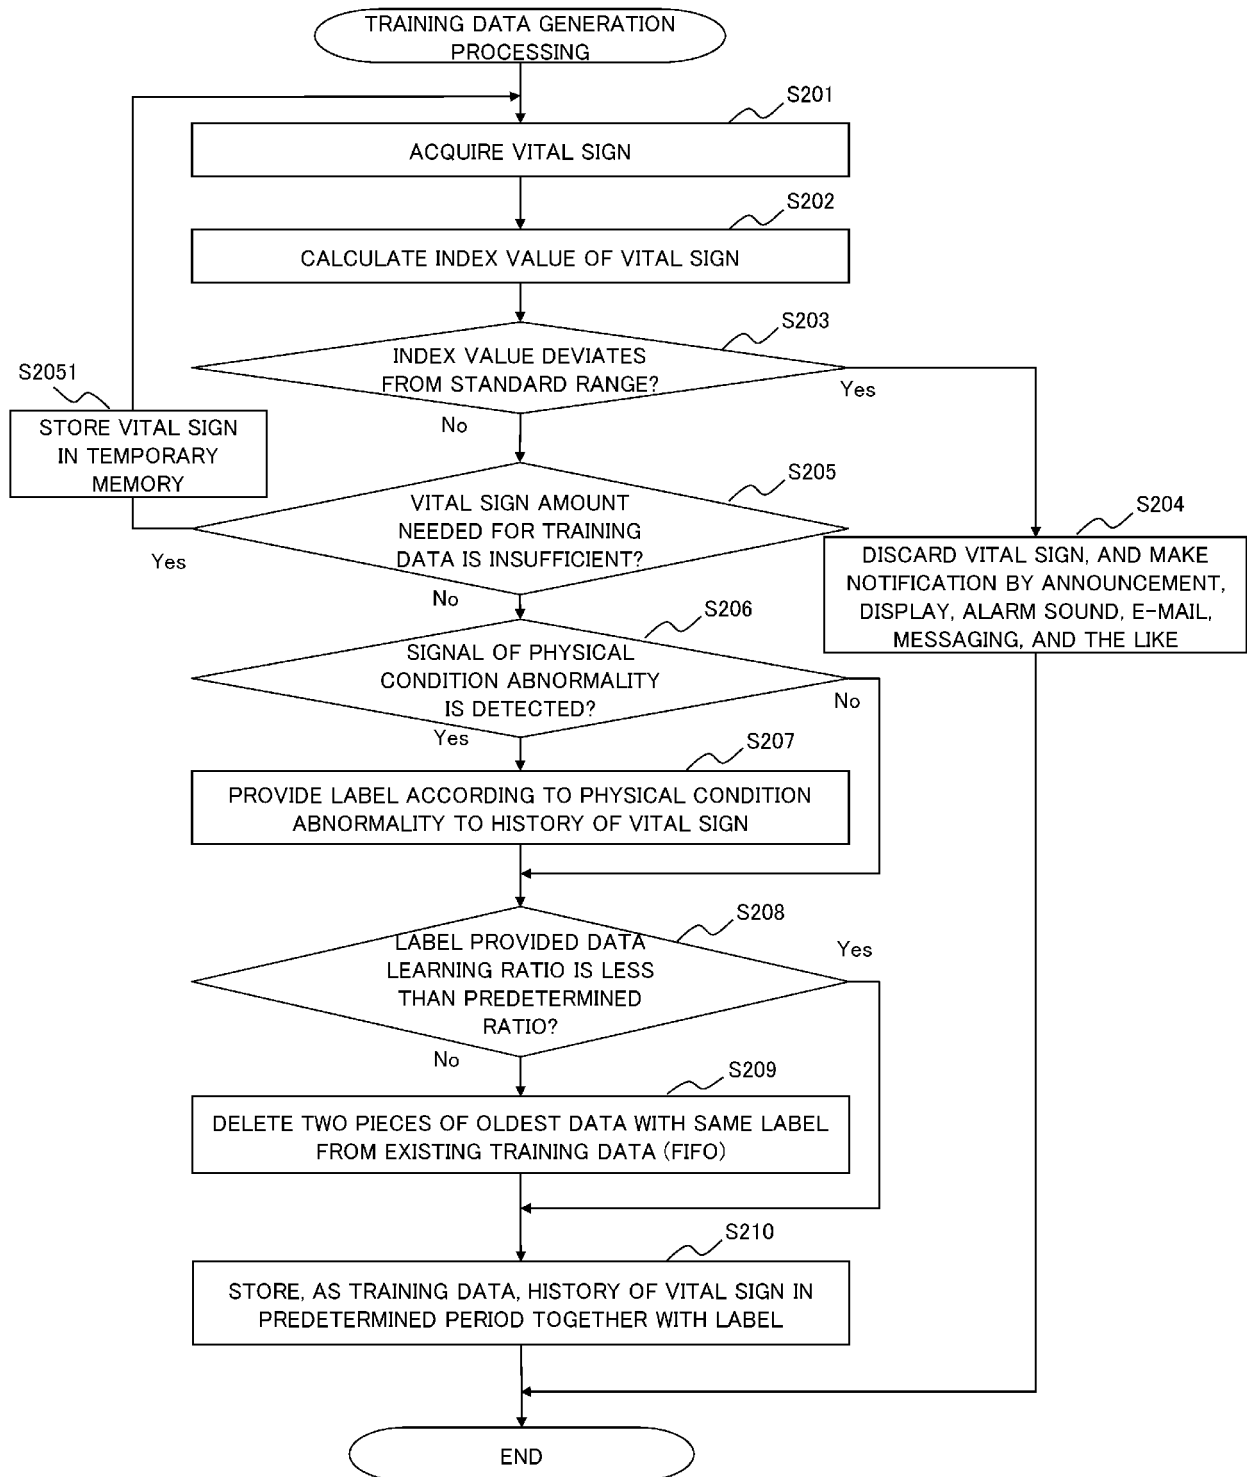 TRAINING DATA GENERATION
PROCESSING
S201
ACQUIRE VITAL SIGN
S202
CALCULATE INDEX VALUE OF VITAL SIGN
S203
INDEX VALUE DEVIATES
FROM STANDARD RANGE?
Yes
No
S2051
STORE VITAL SIGN
IN TEMPORARY
MEMORY
S205
VITAL SIGN AMOUNT
NEEDED FOR TRAINING
DATA IS INSUFFICIENT?
Yes
No
S204
DISCARD VITAL SIGN, AND MAKE
NOTIFICATION BY ANNOUNCEMENT,
DISPLAY, ALARM SOUND, E-MAIL,
MESSAGING, AND THE LIKE
S206
SIGNAL OF PHYSICAL
CONDITION ABNORMALITY
IS DETECTED?
No
Yes
S207
PROVIDE LABEL ACCORDING TO PHYSICAL CONDITION
ABNORMALITY TO HISTORY OF VITAL SIGN
S208
LABEL PROVIDED DATA
LEARNING RATIO IS LESS
THAN PREDETERMINED
RATIO?
Yes
No
S209
DELETE TWO PIECES OF OLDEST DATA WITH SAME LABEL
FROM EXISTING TRAINING DATA (FIFO)
S210
STORE, AS TRAINING DATA, HISTORY OF VITAL SIGN IN
PREDETERMINED PERIOD TOGETHER WITH LABEL
END